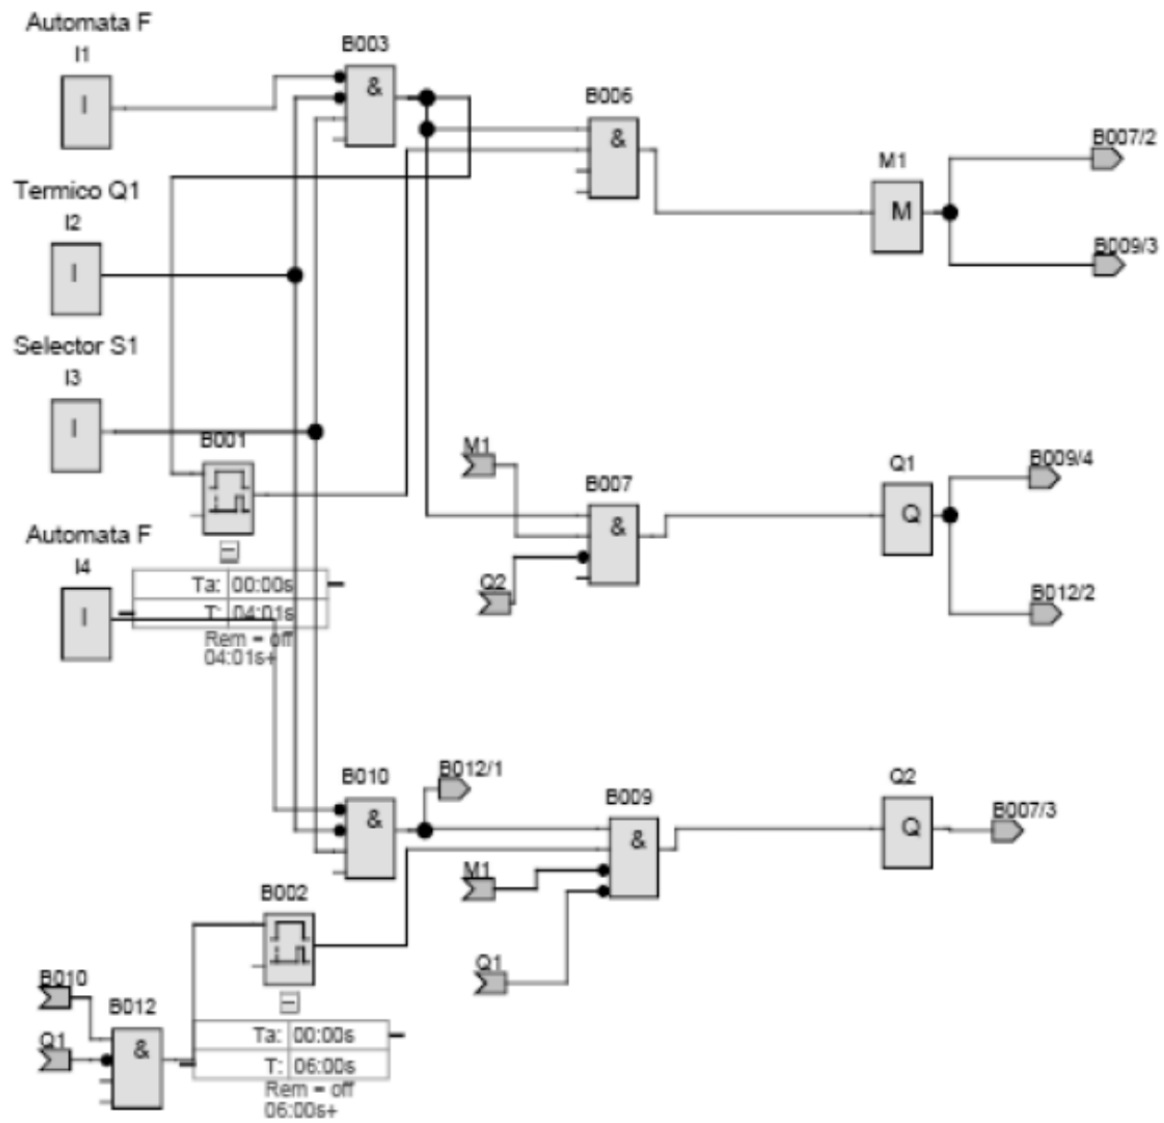 Automata F
I1
I
B003
&
B006
&
B007/2
M1
M
B009/3
Termico Q1
I2
I
Selector S1
I3
I
B001
M1
B007
&
Q1
Q
B009/4
Automata F
I4
I
Q2
B012/2
Ta: 00:00s
T: 04:01s
Rem = off
04:01s+
B010
&
B012/1
B009
&
Q2
Q
B007/3
M1
B002
Q1
B010
B012
&
Q1
Ta: 00:00s
T: 06:00s
Rem = off
06:00s+